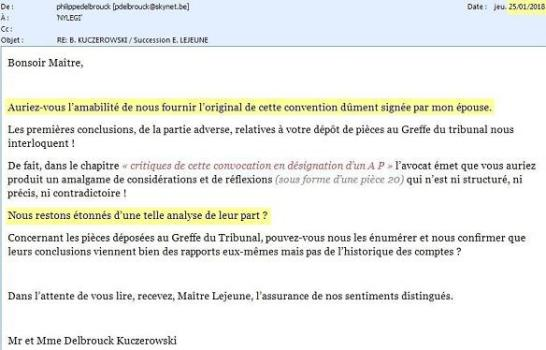 De : philippedelbrouck [pdelbrouck@skynet.be] Date : jeu. 25/01/2018
À : 'NYLEGI'
Cc :
Objet : RE: B. KUCZEROWSKI / Succession E. LEJEUNE
Bonsoir Maître,
Auriez-vous l'amabilité de nous fournir l'original de cette convention dûment signée par mon épouse.
Les premières conclusions, de la partie adverse, relatives à votre dépôt de pièces au Greffe du tribunal nous
interloquent !
De fait, dans le chapitre « critiques de cette convocation en désignation d'un A P » l'avocat émet que vous auriez
produit un amalgame de considérations et de réflexions (sous forme d'une pièce 20) qui n'est ni structuré, ni
précis, ni contradictoire !
Nous restons étonnés d'une telle analyse de leur part ?
Concernant les pièces déposées au Greffe du Tribunal, pouvez-vous nous les énumérer et nous confirmer que
leurs conclusions viennent bien des rapports eux-mêmes mais pas de l'historique des comptes ?
Dans l'attente de vous lire, recevez, Maître Lejeune, l'assurance de nos sentiments distingués.
Mr et Mme Delbrouck Kuczerowski